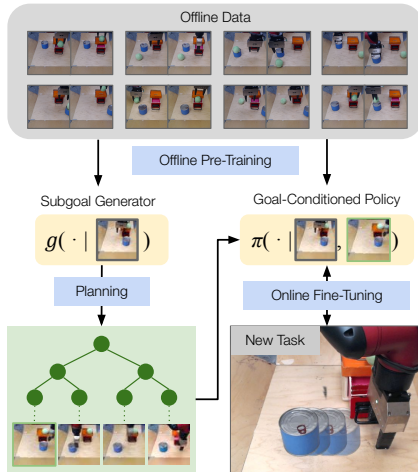 Offline Data
Offline Pre-Training
Subgoal Generator
Goal-Conditioned Policy
g( · | )
π( · | , )
Planning
Online Fine-Tuning
New Task